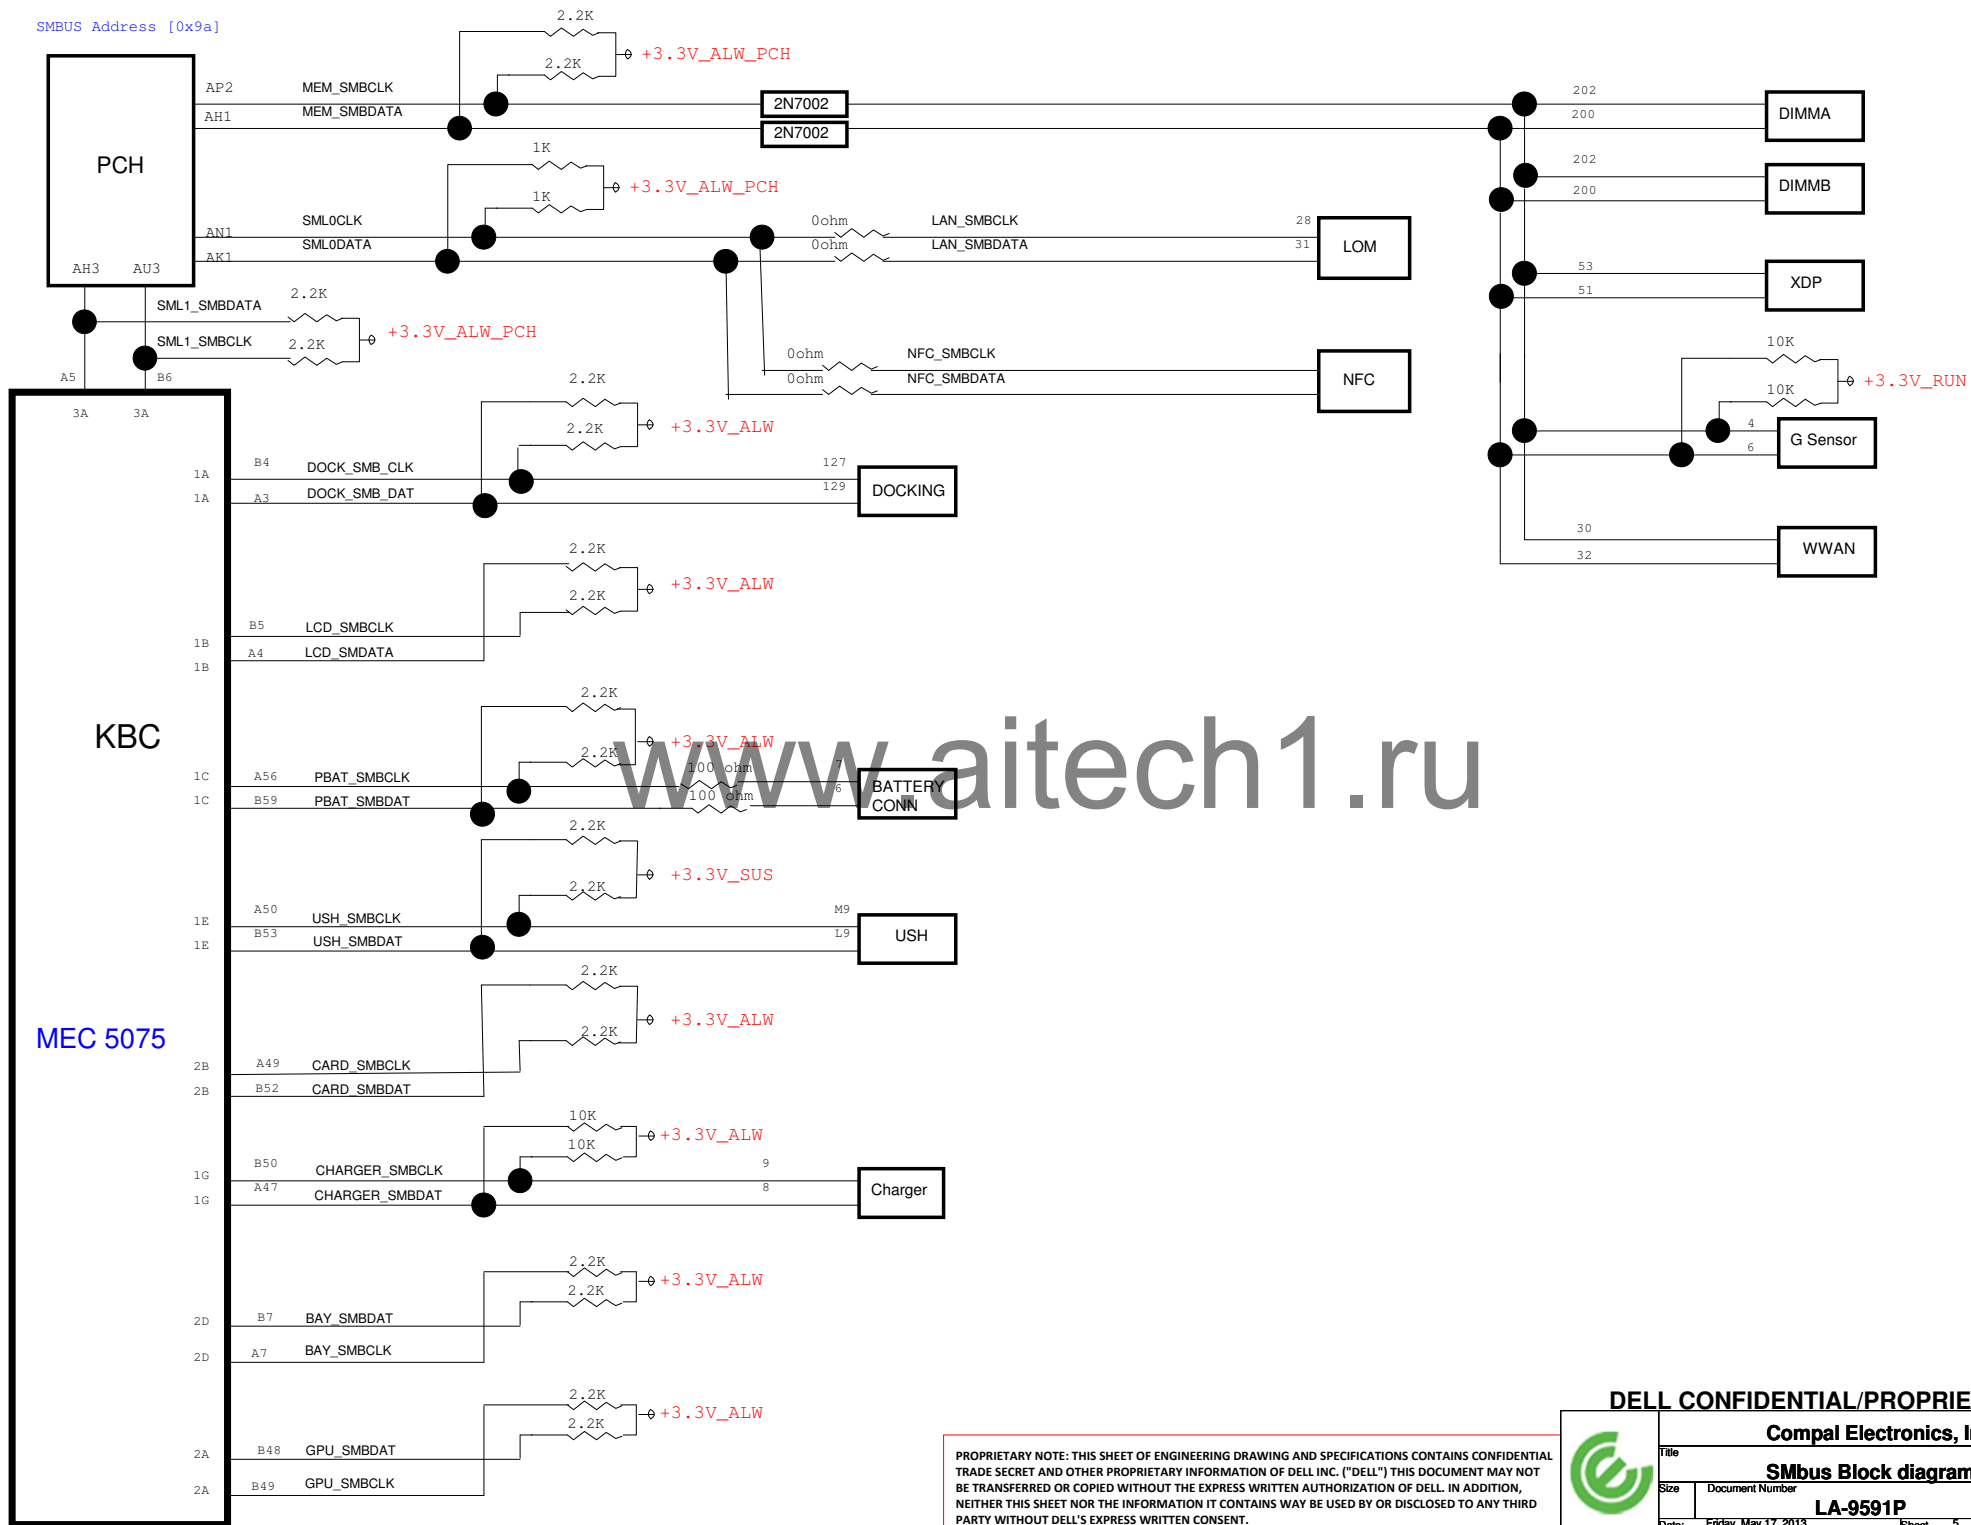 SMBUS Address [0x9a]
2.2K
+3.3V_ALW_PCH
2.2K
AP2 MEM_SMBCLK
AH1 MEM_SMBDATA
2N7002
2N7002
202
200
DIMMA
PCH
1K
+3.3V_ALW_PCH
1K
202
200
DIMMB
AN1 SML0CLK
AK1 SML0DATA
0ohm LAN_SMBCLK 28
0ohm LAN_SMBDATA 31
LOM
AH3 AU3
53
51
XDP
SML1_SMBDATA 2.2K
+3.3V_ALW_PCH
SML1_SMBCLK 2.2K
A5 B6
3A 3A
0ohm NFC_SMBCLK
0ohm NFC_SMBDATA
NFC
10K
+3.3V_RUN
10K
4
6
G Sensor
2.2K
+3.3V_ALW
2.2K
1A B4 DOCK_SMB_CLK 127
1A A3 DOCK_SMB_DAT 129
DOCKING
30
32
WWAN
2.2K
+3.3V_ALW
2.2K
1B B5 LCD_SMBCLK
1B A4 LCD_SMDATA
KBC
2.2K
+3.3V_ALW
2.2K
www.aitech1.ru
1C A56 PBAT_SMBCLK 100 ohm 7
1C B59 PBAT_SMBDAT 100 ohm 6
BATTERY
CONN
2.2K
+3.3V_SUS
2.2K
1E A50 USH_SMBCLK M9
1E B53 USH_SMBDAT L9
USH
2.2K
+3.3V_ALW
2.2K
MEC 5075
2B A49 CARD_SMBCLK
2B B52 CARD_SMBDAT
10K
+3.3V_ALW
10K
1G B50 CHARGER_SMBCLK 9
1G A47 CHARGER_SMBDAT 8
Charger
2.2K
+3.3V_ALW
2.2K
2D B7 BAY_SMBDAT
2D A7 BAY_SMBCLK
2.2K
+3.3V_ALW
2.2K
2A B48 GPU_SMBDAT
2A B49 GPU_SMBCLK
PROPRIETARY NOTE: THIS SHEET OF ENGINEERING DRAWING AND SPECIFICATIONS CONTAINS CONFIDENTIAL
TRADE SECRET AND OTHER PROPRIETARY INFORMATION OF DELL INC. ("DELL") THIS DOCUMENT MAY NOT
BE TRANSFERRED OR COPIED WITHOUT THE EXPRESS WRITTEN AUTHORIZATION OF DELL. IN ADDITION,
NEITHER THIS SHEET NOR THE INFORMATION IT CONTAINS WAY BE USED BY OR DISCLOSED TO ANY THIRD
PARTY WITHOUT DELL'S EXPRESS WRITTEN CONSENT.
DELL CONFIDENTIAL/PROPRIE
Compal Electronics, I
Title
SMbus Block diagram
Size Document Number
LA-9591P
Date: Friday, May 17, 2013 Sheet 5